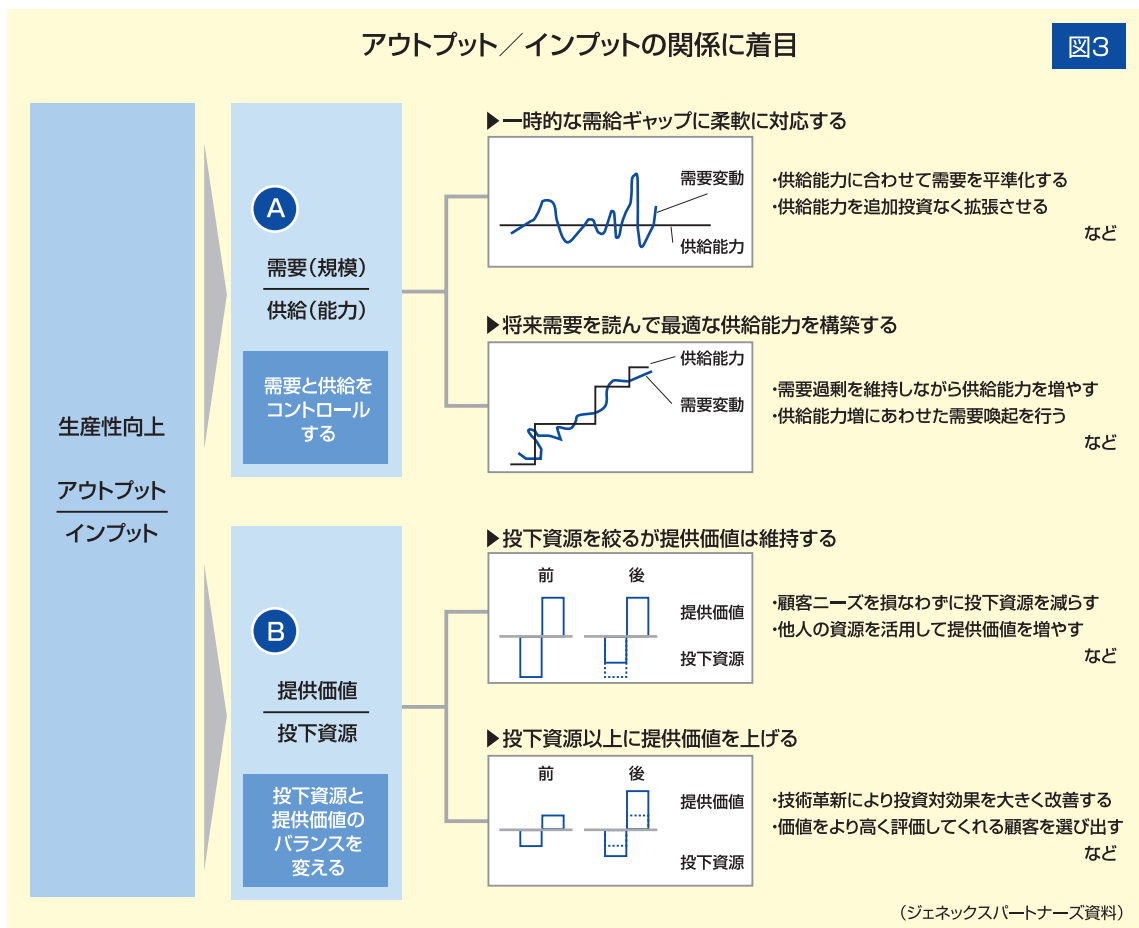 アウトプット／インプットの関係に着目
図3
生産性向上
アウトプット
インプット
A
需要（規模）
供給（能力）
需要と供給を
コントロール
する
▶一時的な需給ギャップに柔軟に対応する
需要変動
供給能力
・供給能力に合わせて需要を平準化する
・供給能力を追加投資なく拡張させる
など
▶将来需要を読んで最適な供給能力を構築する
供給能力
需要変動
・需要過剰を維持しながら供給能力を増やす
・供給能力増にあわせた需要喚起を行う
など
B
提供価値
投下資源
投下資源と
提供価値の
バランスを
変える
▶投下資源を絞るが提供価値は維持する
前 後
提供価値
投下資源
・顧客ニーズを損なわずに投下資源を減らす
・他人の資源を活用して提供価値を増やす
など
▶投下資源以上に提供価値を上げる
前 後
提供価値
投下資源
・技術革新により投資対効果を大きく改善する
・価値をより高く評価してくれる顧客を選び出す
など
（ジェネックスパートナーズ資料）